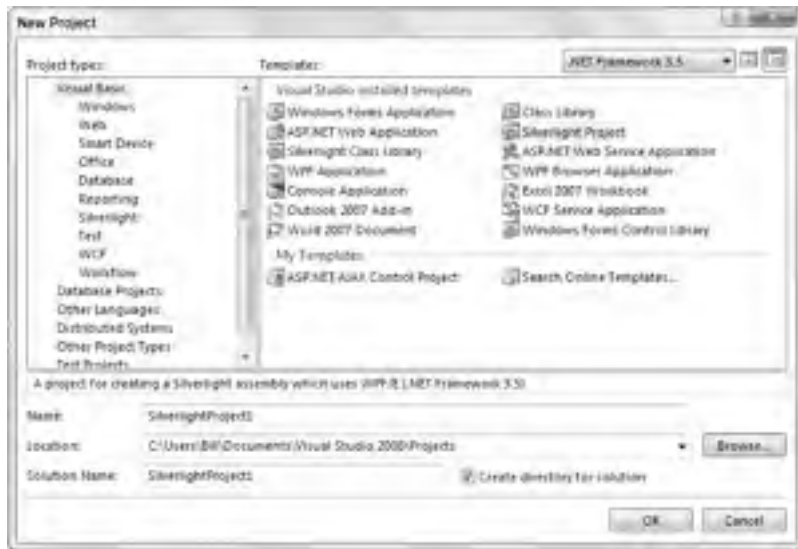 New Project
Project types:
Templates:
.NET Framework 3.5
Visual Basic
Windows
Web
Smart Device
Office
Database
Reporting
Silverlight
Test
WCF
Workflow
Database Projects
Other Languages
Distributed Systems
Other Project Types
Test Projects
Visual Studio installed templates
Windows Forms Application
Class Library
ASP.NET Web Application
Silverlight Project
Silverlight Class Library
ASP.NET Web Service Application
WPF Application
WPF Browser Application
Console Application
Excel 2007 Workbook
Outlook 2007 Add-in
WCF Service Application
Word 2007 Document
Windows Forms Control Library
My Templates
ASP.NET AJAX Control Project
Search Online Templates...
A project for creating a Silverlight assembly which uses WPF/E (.NET Framework 3.5)
Name:
SilverlightProject1
Location:
C:\Users\Bill\Documents\Visual Studio 2008\Projects
Browse...
Solution Name:
SilverlightProject1
Create directory for solution
OK
Cancel